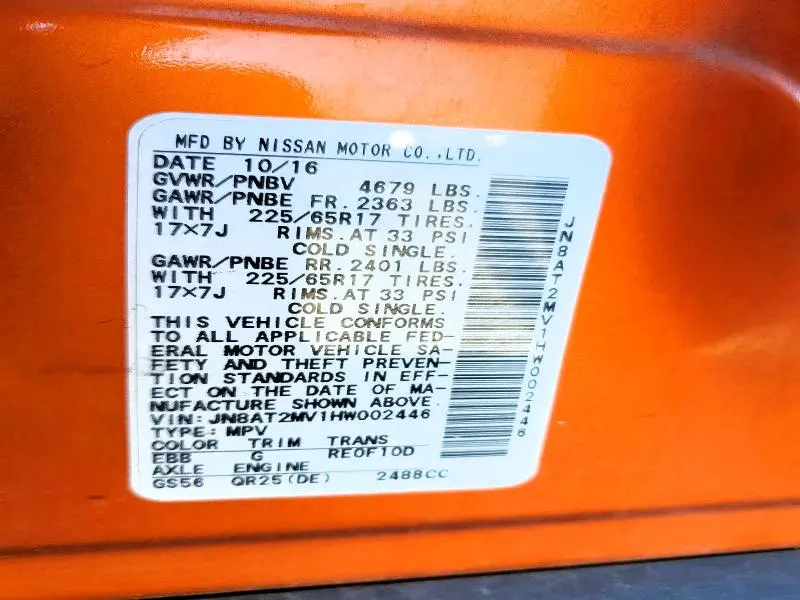 MFD BY NISSAN MOTOR CO.,LTD.
DATE 10/16
GVWR/PNBV 4679 LBS.
GAWR/PNBE FR. 2363 LBS.
WITH 225/65R17 TIRES.
17×7J RIMS.AT 33 PSI
COLD SINGLE.
GAWR/PNBE RR. 2401 LBS.
WITH 225/65R17 TIRES.
17×7J RIMS.AT 33 PSI
COLD SINGLE.
THIS VEHICLE CONFORMS
TO ALL APPLICABLE FED-
ERAL MOTOR VEHICLE SA-
FETY AND THEFT PREVEN-
TION STANDARDS IN EFF-
ECT ON THE DATE OF MA-
NUFACTURE SHOWN ABOVE.
VIN: JN8AT2MV1HW002446
TYPE: MPV
COLOR TRIM TRANS
EBB G RE0F10D
AXLE ENGINE
GS56 QR25(DE) 2488CC
JN8AT2MV1HW002446